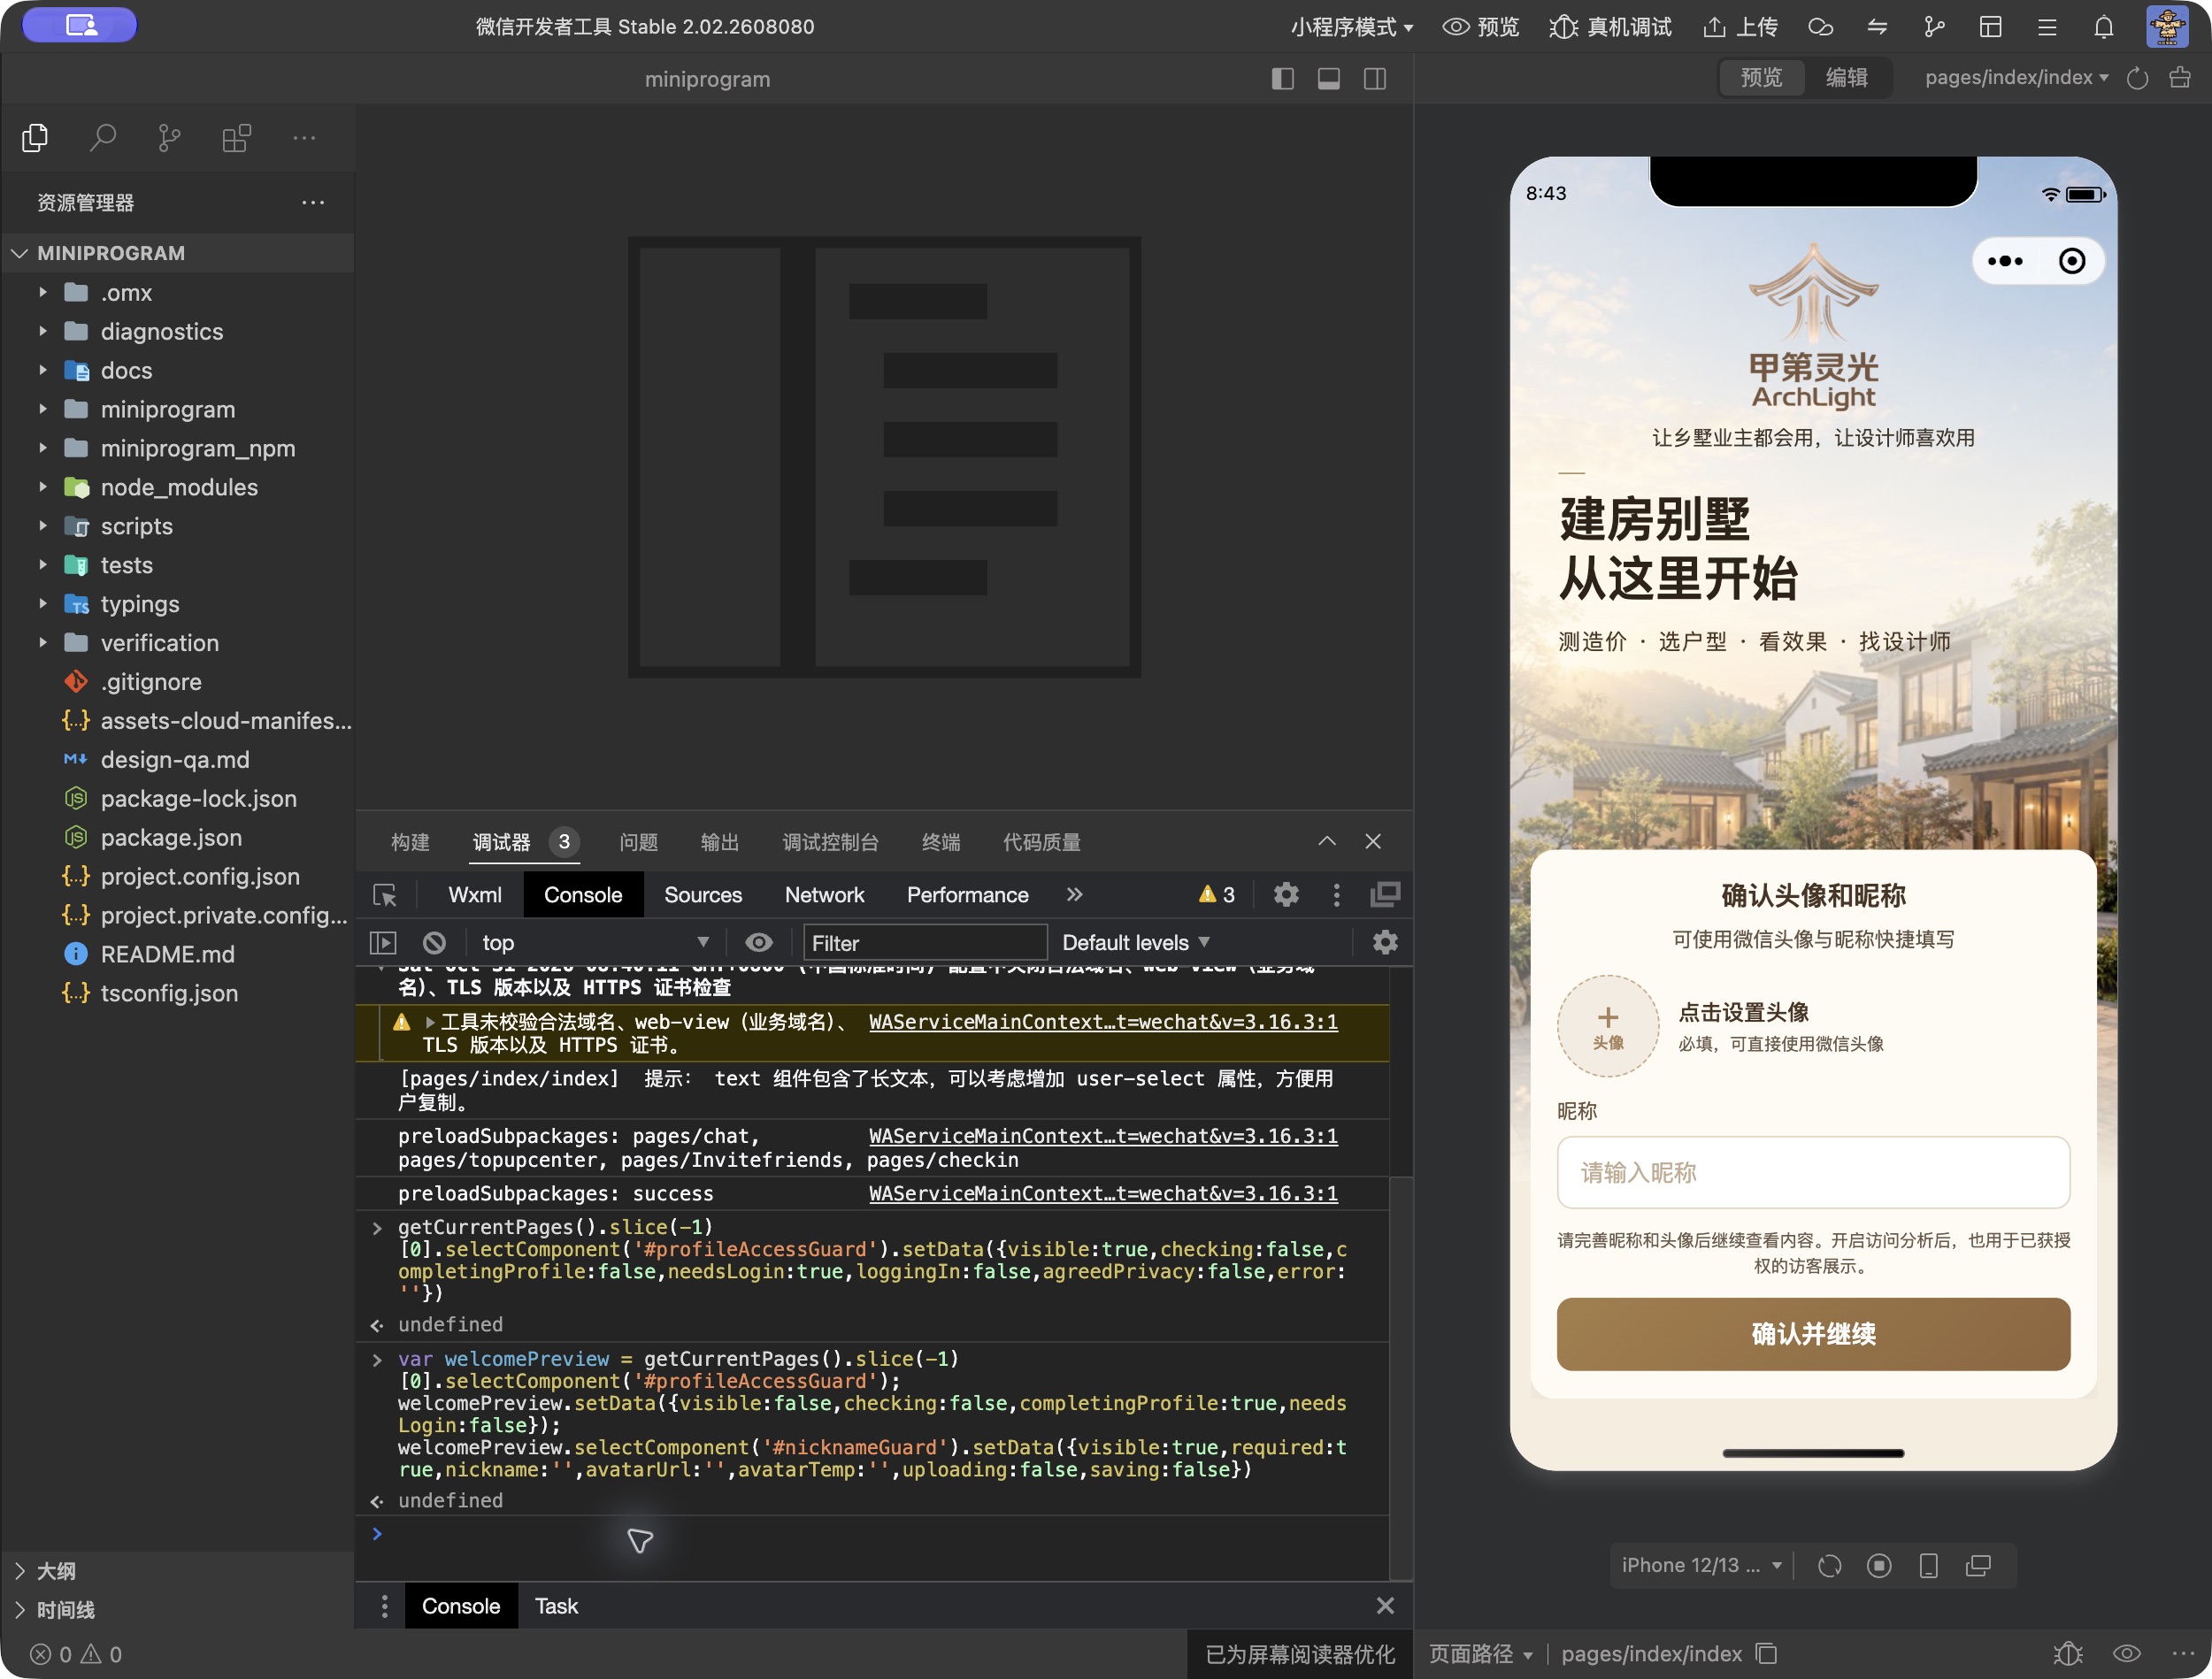 微信开发者工具 Stable 2.02.2608080
小程序模式
预览
真机调试
上传
miniprogram
预览
编辑
pages/index/index
资源管理器
MINIPROGRAM
.omx
diagnostics
docs
miniprogram
miniprogram_npm
node_modules
scripts
tests
typings
verification
.gitignore
assets-cloud-manifes...
design-qa.md
package-lock.json
package.json
project.config.json
project.private.config...
README.md
tsconfig.json
大纲
时间线
0
0
构建
调试器
3
问题
输出
调试控制台
终端
代码质量
Wxml
Console
Sources
Network
Performance
3
top
Filter
Default levels
名)、TLS 版本以及 HTTPS 证书检查
工具未校验合法域名、web-view（业务域名）、 WAServiceMainContext…t=wechat&v=3.16.3:1
TLS 版本以及 HTTPS 证书。
[pages/index/index] 提示： text 组件包含了长文本，可以考虑增加 user-select 属性，方便用
户复制。
preloadSubpackages: pages/chat, WAServiceMainContext…t=wechat&v=3.16.3:1
pages/topupcenter, pages/Invitefriends, pages/checkin
preloadSubpackages: success WAServiceMainContext…t=wechat&v=3.16.3:1
getCurrentPages().slice(-1)
[0].selectComponent('#profileAccessGuard').setData({visible:true,checking:false,c
ompletingProfile:false,needsLogin:true,loggingIn:false,agreedPrivacy:false,error:
''})
undefined
var welcomePreview = getCurrentPages().slice(-1)
[0].selectComponent('#profileAccessGuard');
welcomePreview.setData({visible:false,checking:false,completingProfile:true,needs
Login:false});
welcomePreview.selectComponent('#nicknameGuard').setData({visible:true,required:t
rue,nickname:'',avatarUrl:'',avatarTemp:'',uploading:false,saving:false})
undefined
Console
Task
已为屏幕阅读器优化
8:43
甲第灵光
ArchLight
让乡墅业主都会用，让设计师喜欢用
建房别墅
从这里开始
测造价 · 选户型 · 看效果 · 找设计师
确认头像和昵称
可使用微信头像与昵称快捷填写
头像
点击设置头像
必填，可直接使用微信头像
昵称
请输入昵称
请完善昵称和头像后继续查看内容。开启访问分析后，也用于已获授
权的访客展示。
确认并继续
iPhone 12/13 ...
页面路径
pages/index/index